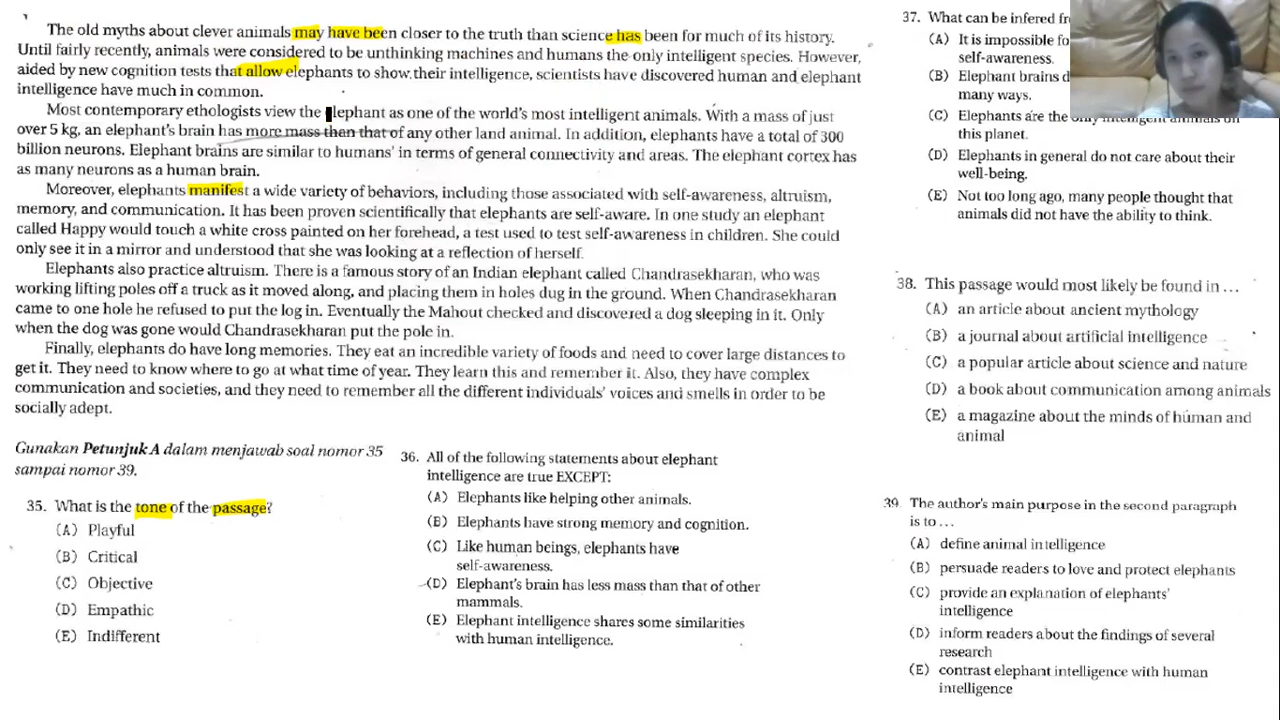 The old myths about clever animals may have been closer to the truth than science has been for much of its history.
Until fairly recently, animals were considered to be unthinking machines and humans the only intelligent species. However,
aided by new cognition tests that allow elephants to show their intelligence, scientists have discovered human and elephant
intelligence have much in common.
Most contemporary ethologists view the elephant as one of the world's most intelligent animals. With a mass of just
over 5 kg, an elephant's brain has more mass than that of any other land animal. In addition, elephants have a total of 300
billion neurons. Elephant brains are similar to humans' in terms of general connectivity and areas. The elephant cortex has
as many neurons as a human brain.
Moreover, elephants manifest a wide variety of behaviors, including those associated with self-awareness, altruism,
memory, and communication. It has been proven scientifically that elephants are self-aware. In one study an elephant
called Happy would touch a white cross painted on her forehead, a test used to test self-awareness in children. She could
only see it in a mirror and understood that she was looking at a reflection of herself.
Elephants also practice altruism. There is a famous story of an Indian elephant called Chandrasekharan, who was
working lifting poles off a truck as it moved along, and placing them in holes dug in the ground. When Chandrasekharan
came to one hole he refused to put the log in. Eventually the Mahout checked and discovered a dog sleeping in it. Only
when the dog was gone would Chandrasekharan put the pole in.
Finally, elephants do have long memories. They eat an incredible variety of foods and need to cover large distances to
get it. They need to know where to go at what time of year. They learn this and remember it. Also, they have complex
communication and societies, and they need to remember all the different individuals' voices and smells in order to be
socially adept.
Gunakan Petunjuk A dalam menjawab soal nomor 35
sampai nomor 39.
35. What is the tone of the passage?
(A) Playful
(B) Critical
(C) Objective
(D) Empathic
(E) Indifferent
36. All of the following statements about elephant
intelligence are true EXCEPT:
(A) Elephants like helping other animals.
(B) Elephants have strong memory and cognition.
(C) Like human beings, elephants have
self-awareness.
(D) Elephant's brain has less mass than that of other
mammals.
(E) Elephant intelligence shares some similarities
with human intelligence.
37. What can be infered
(A) It is impossible
self-awareness.
(B) Elephant brains
many ways.
(C) Elephants are the only intelligent animals on
this planet.
(D) Elephants in general do not care about their
well-being.
(E) Not too long ago, many people thought that
animals did not have the ability to think.
38. This passage would most likely be found in ...
(A) an article about ancient mythology
(B) a journal about artificial intelligence
(C) a popular article about science and nature
(D) a book about communication among animals
(E) a magazine about the minds of human and
animal
39. The author's main purpose in the second paragraph
is to ...
(A) define animal intelligence
(B) persuade readers to love and protect elephants
(C) provide an explanation of elephants'
intelligence
(D) inform readers about the findings of several
research
(E) contrast elephant intelligence with human
intelligence